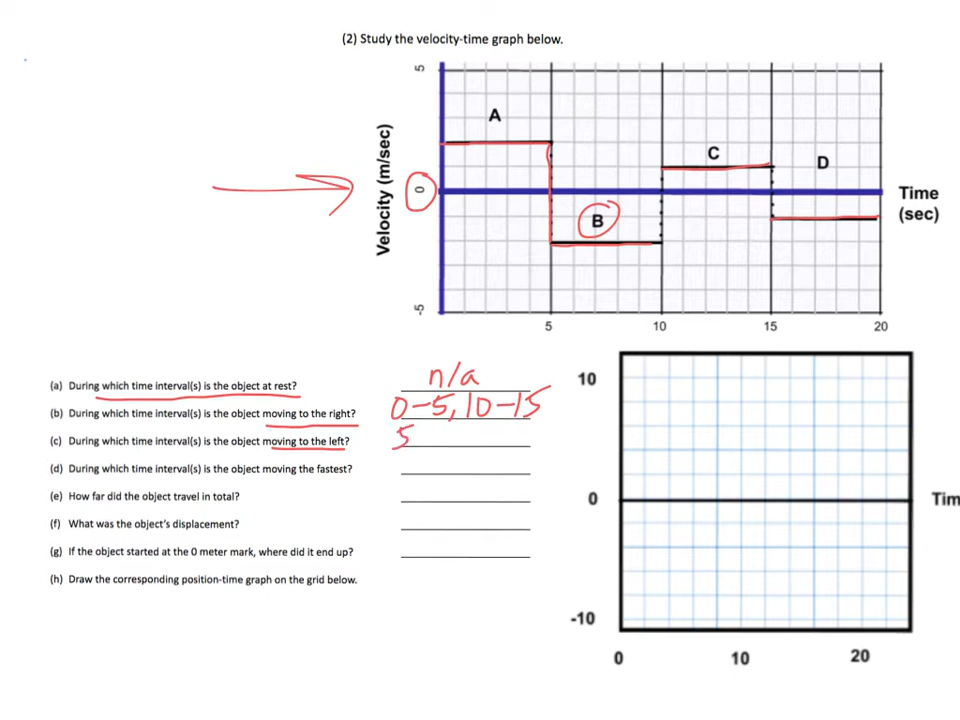 (2) Study the velocity-time graph below.
5
A
C
D
Velocity (m/sec)
0
B
Time
(sec)
-5
5 10 15 20
(a) During which time interval(s) is the object at rest? n/a
(b) During which time interval(s) is the object moving to the right? 0-5, 10-15
(c) During which time interval(s) is the object moving to the left? 5
(d) During which time interval(s) is the object moving the fastest?
(e) How far did the object travel in total?
(f) What was the object's displacement?
(g) If the object started at the 0 meter mark, where did it end up?
(h) Draw the corresponding position-time graph on the grid below.
10
0
Tim
-10
0 10 20